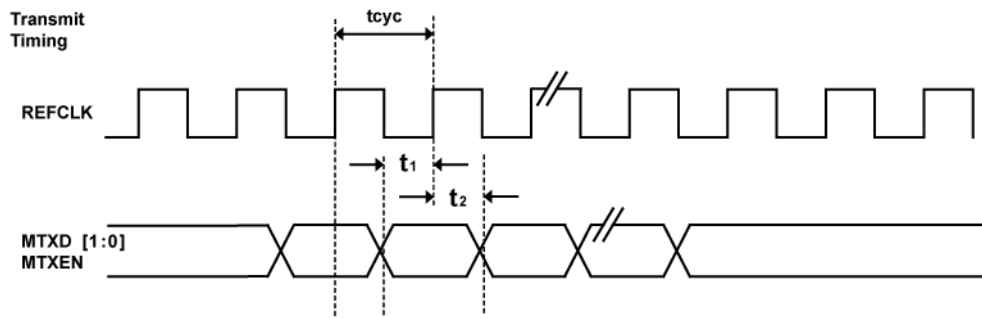 Transmit
Timing
tcyc
REFCLK
t1
t2
MTXD [1:0]
MTXEN